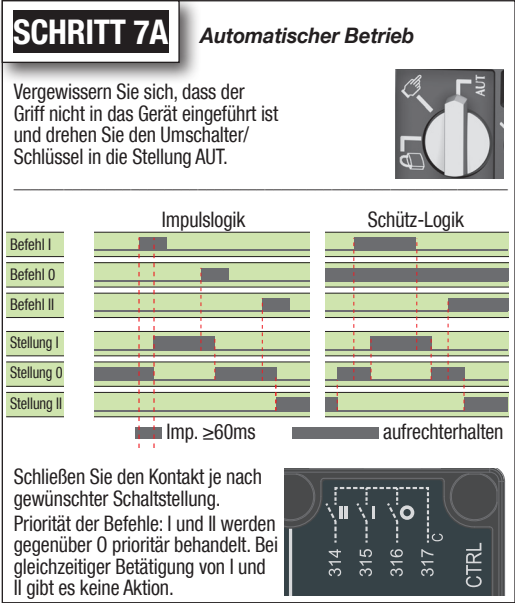 SCHRITT 7A
Automatischer Betrieb
Vergewissern Sie sich, dass der
Griff nicht in das Gerät eingeführt ist
und drehen Sie den Umschalter/
Schlüssel in die Stellung AUT.
AUT
Impulslogik
Schütz-Logik
Befehl I
Befehl 0
Befehl II
Stellung I
Stellung 0
Stellung II
Imp. ≥60ms
aufrechterhalten
Schließen Sie den Kontakt je nach
gewünschter Schaltstellung.
Priorität der Befehle: I und II werden
gegenüber 0 prioritär behandelt. Bei
gleichzeitiger Betätigung von I und
II gibt es keine Aktion.
II I O
314 315 316 317 C
CTRL